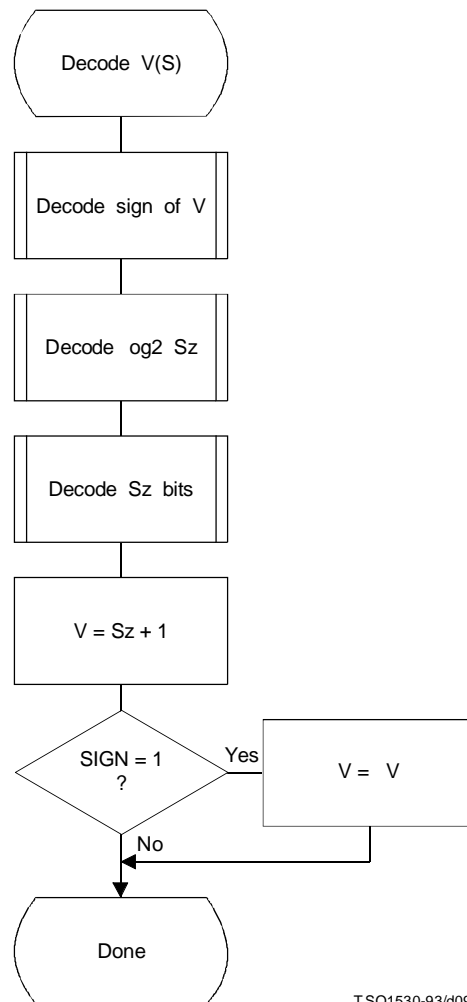 Decode V(S)
Decode sign of V
Decode og2 Sz
Decode Sz bits
V = Sz + 1
SIGN = 1
?
Yes
V = V
No
Done